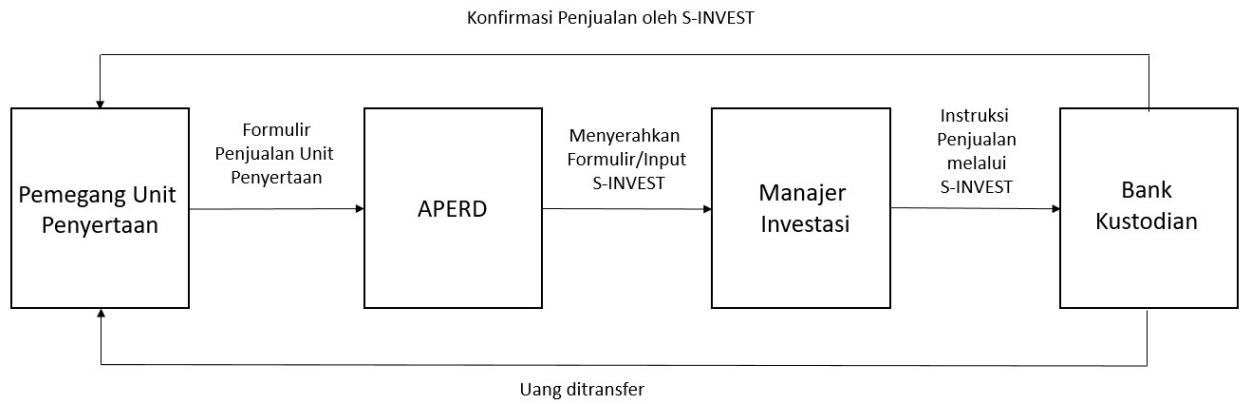 Konfirmasi Penjualan oleh S-INVEST
Pemegang Unit
Penyertaan
Formulir
Penjualan Unit
Penyertaan
APERD
Menyerahkan
Formulir/Input
S-INVEST
Manajer
Investasi
Instruksi
Penjualan
melalui
S-INVEST
Bank
Kustodian
Uang ditransfer